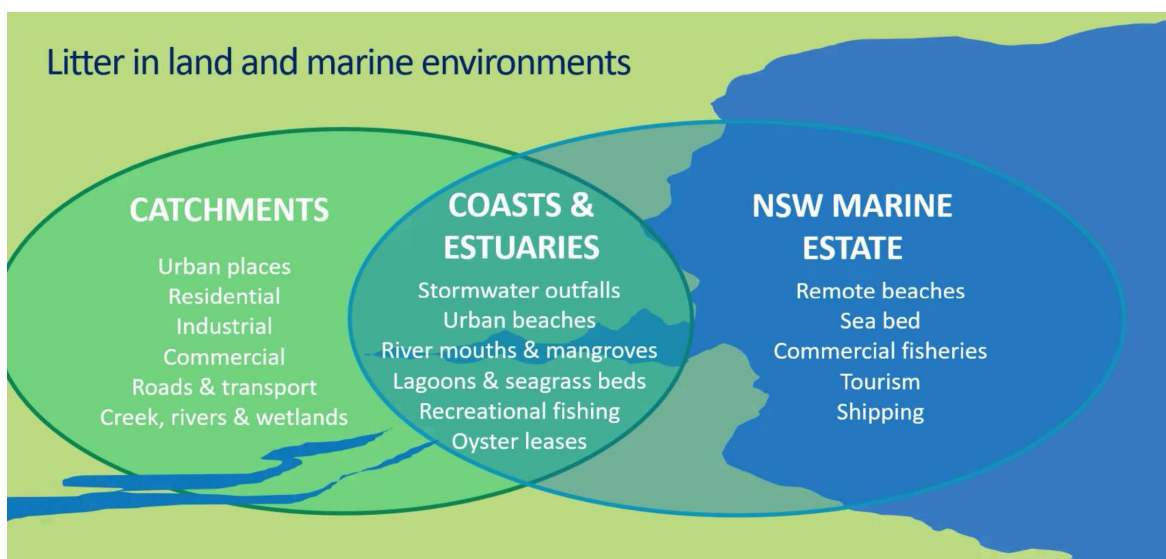 Litter in land and marine environments
CATCHMENTS
Urban places
Residential
Industrial
Commercial
Roads & transport
Creek, rivers & wetlands
COASTS &
ESTUARIES
Stormwater outfalls
Urban beaches
River mouths & mangroves
Lagoons & seagrass beds
Recreational fishing
Oyster leases
NSW MARINE
ESTATE
Remote beaches
Sea bed
Commercial fisheries
Tourism
Shipping